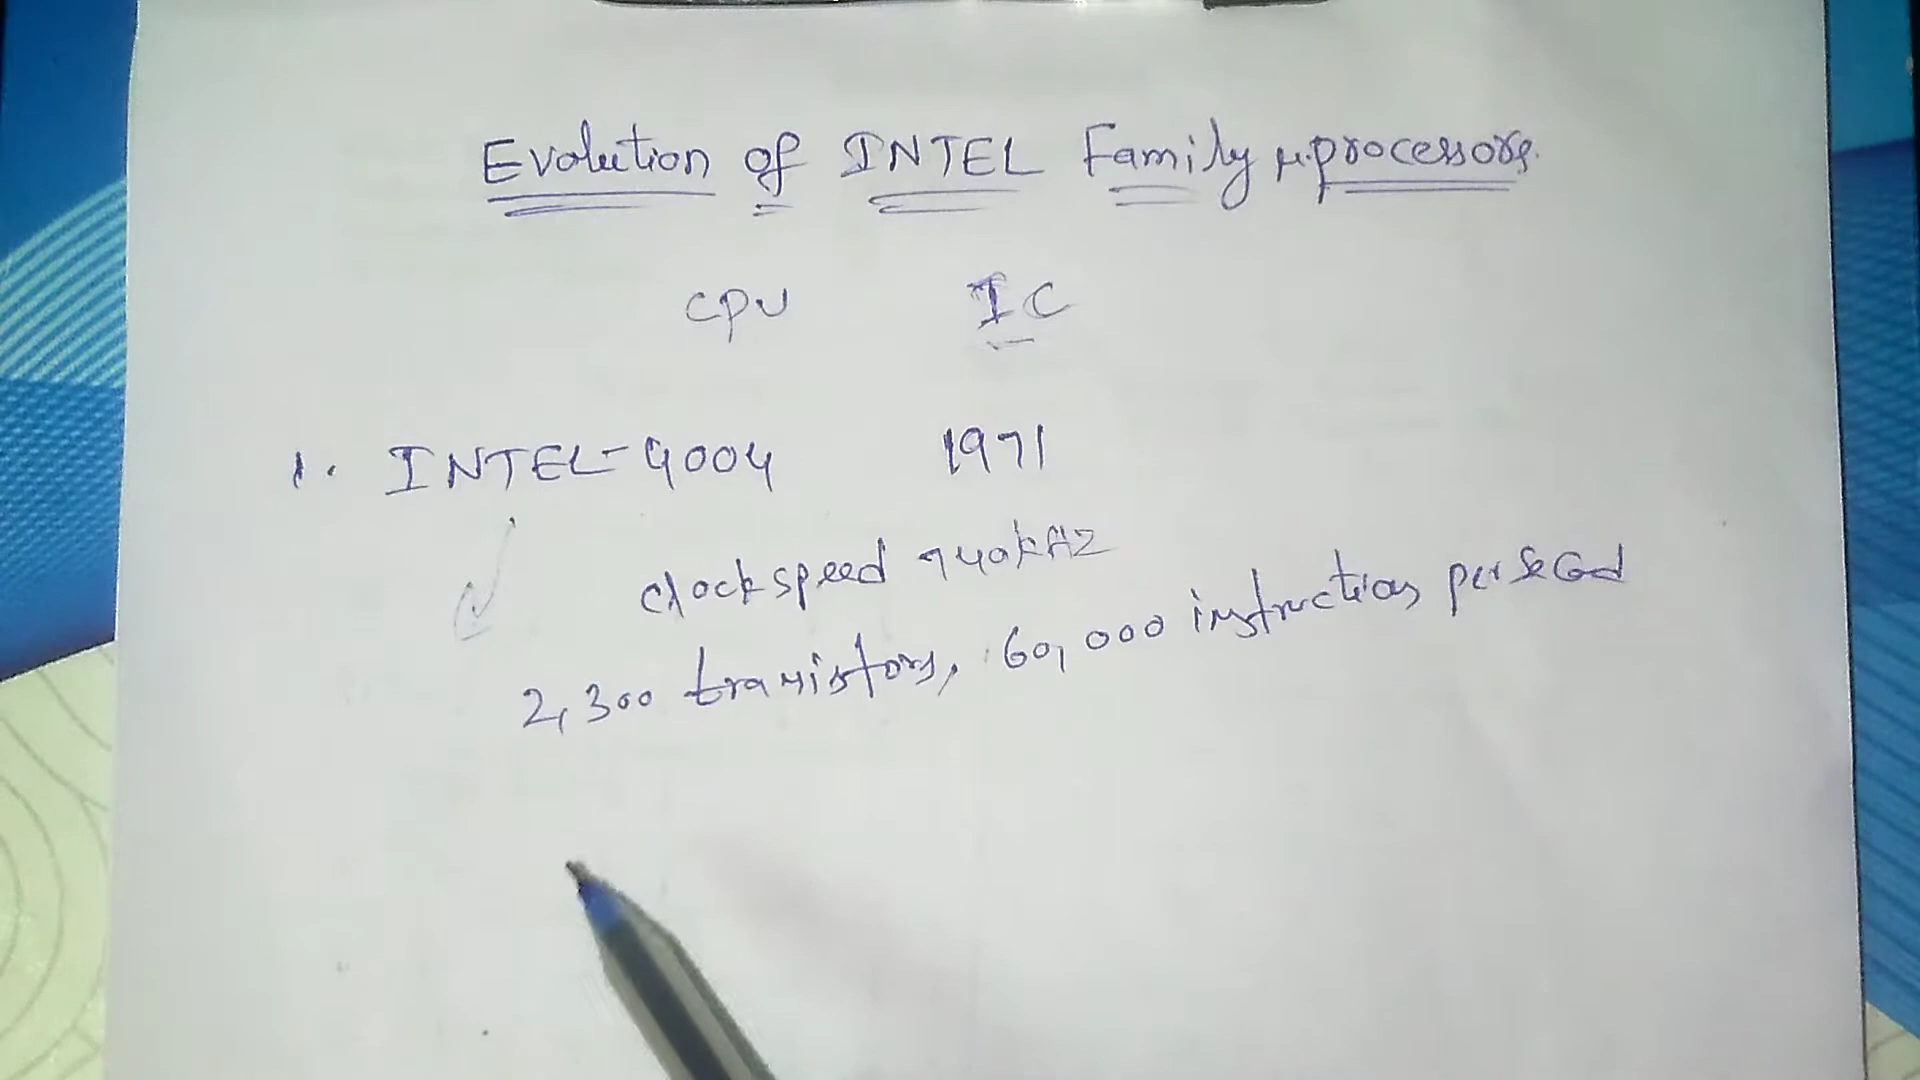 Evolution of INTEL Family μprocessors.
CPU IC
1. INTEL-4004 1971
clockspeed 740kHZ
2,300 transistors, 60,000 instructions per second